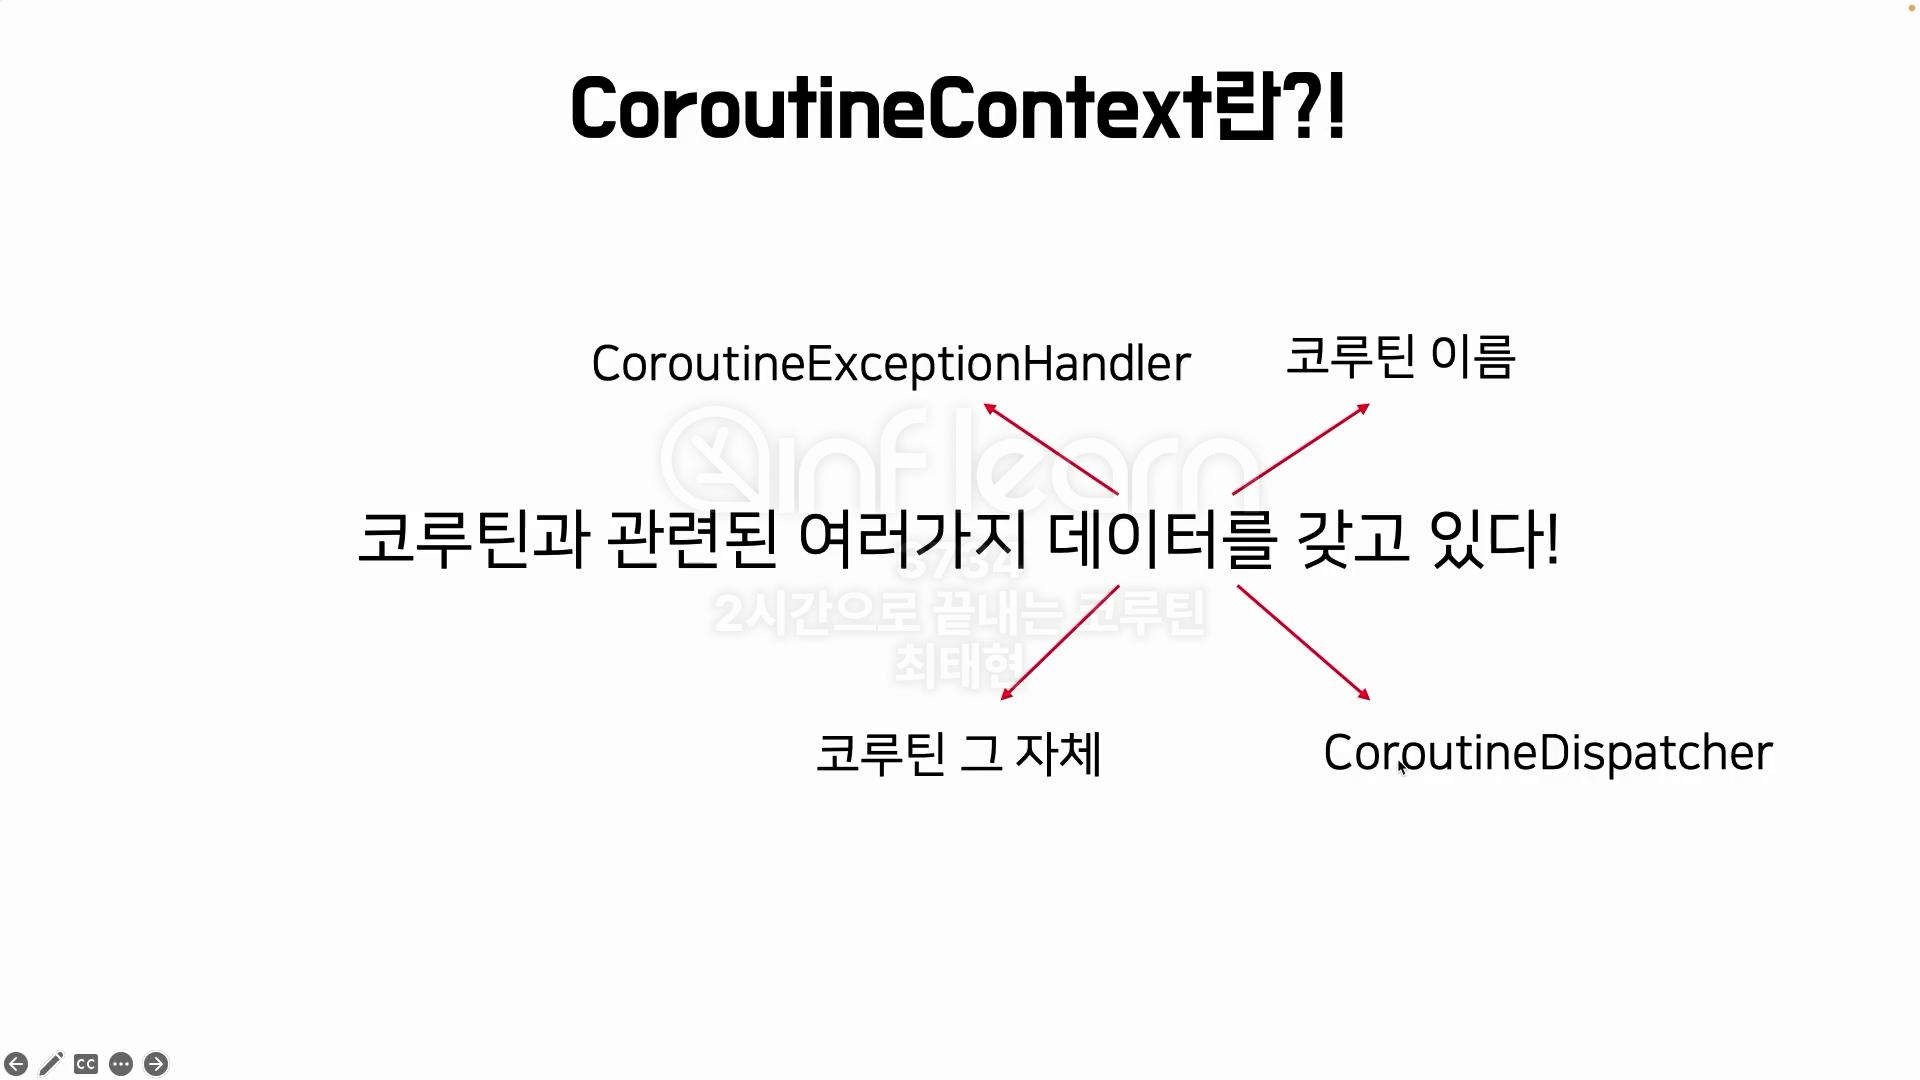 CoroutineContext란?!
CoroutineExceptionHandler
코루틴 이름
inflearn
코루틴과 관련된 여러가지 데이터를 갖고 있다!
3734
2시간으로 끝내는 코루틴
최태현
코루틴 그 자체
CoroutineDispatcher
CC